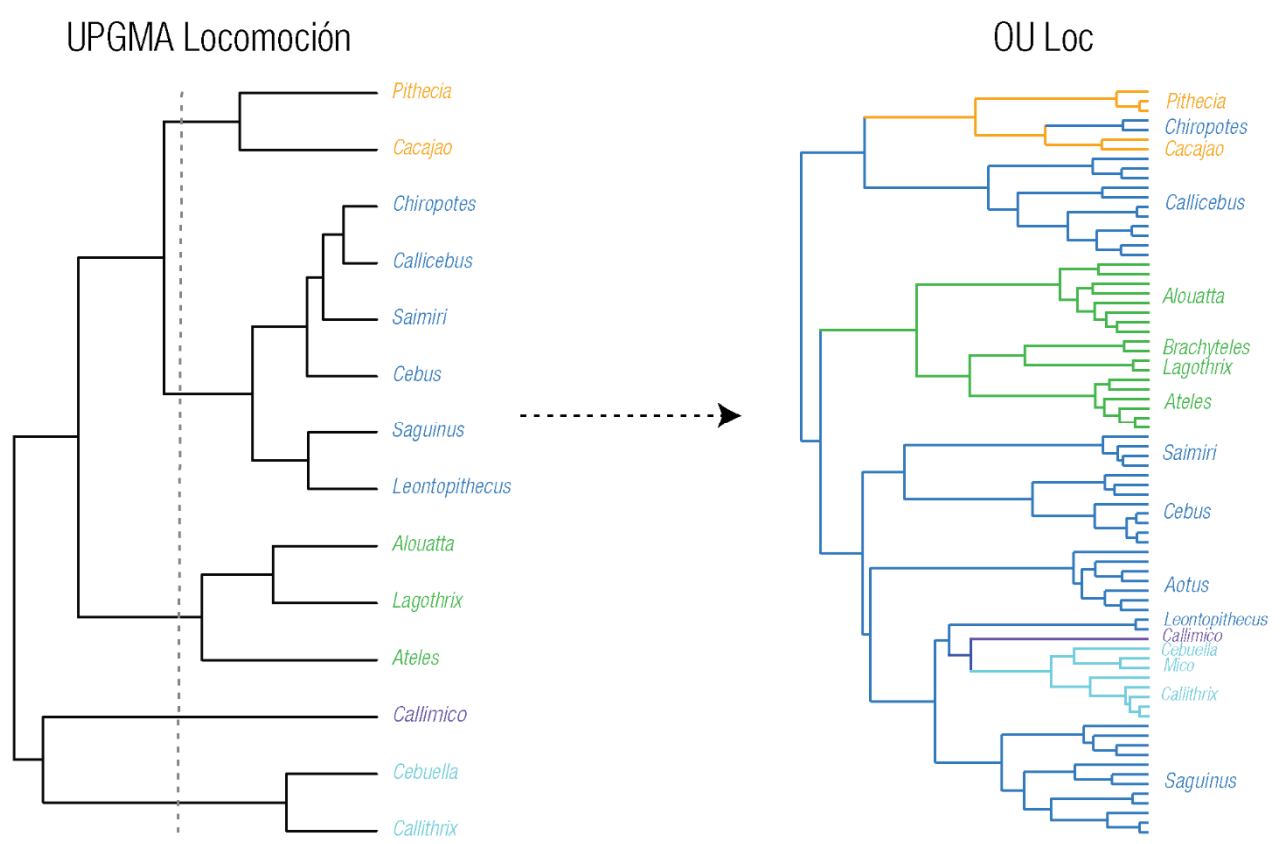 UPGMA Locomoción
Pithecia
Cacajao
Chiropotes
Callicebus
Saimiri
Cebus
Saguinus
Leontopithecus
Alouatta
Lagothrix
Ateles
Callimico
Cebuella
Callithrix
OU Loc
Pithecia
Chiropotes
Cacajao
Callicebus
Alouatta
Brachyteles
Lagothrix
Ateles
Saimiri
Cebus
Aotus
Leontopithecus
Callimico
Cebuella
Mico
Callithrix
Saguinus